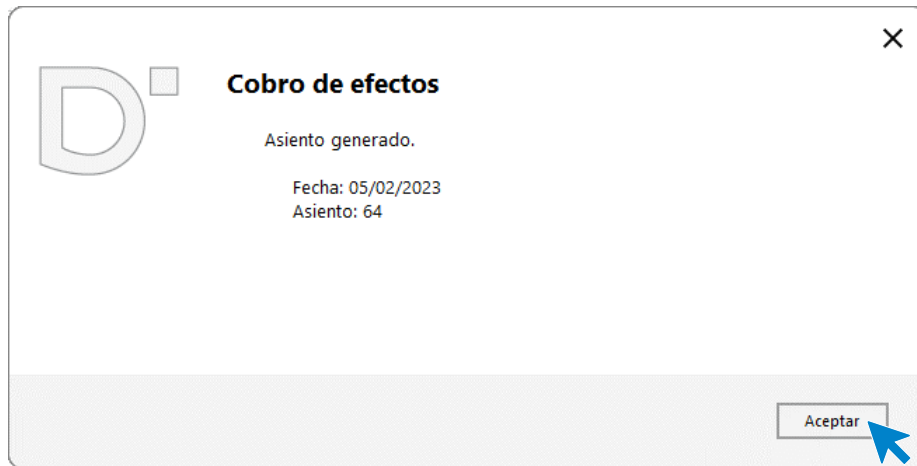 Cobro de efectos
Asiento generado.
Fecha: 05/02/2023
Asiento: 64
Aceptar